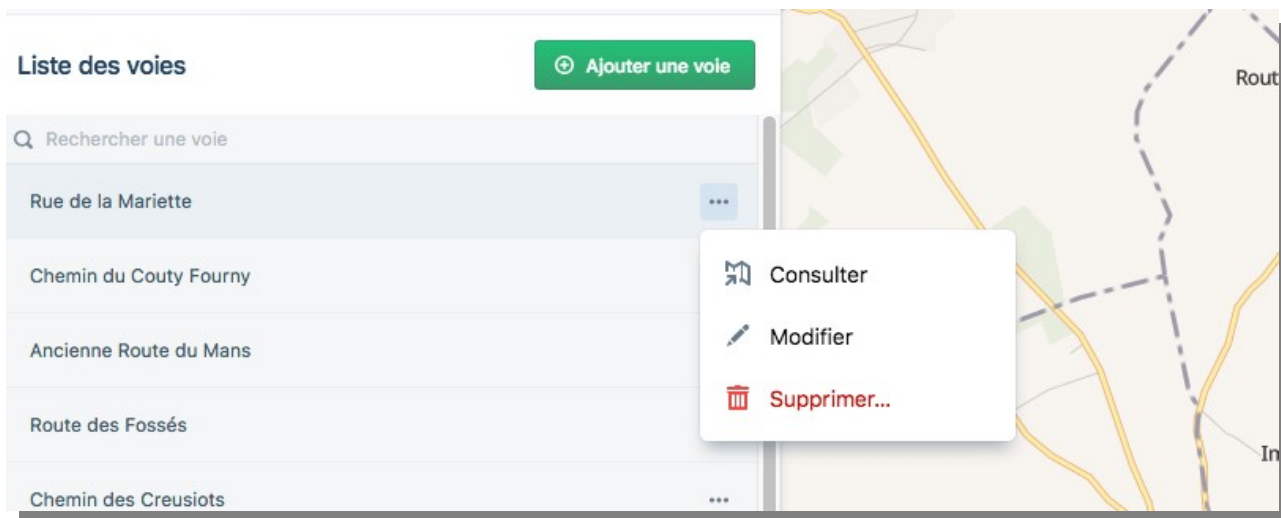 Liste des voies
Ajouter une voie
Rout
Rechercher une voie
Rue de la Mariette
Chemin du Couty Fourny
Consulter
Modifier
Ancienne Route du Mans
Supprimer...
Route des Fossés
In
Chemin des Creusiots